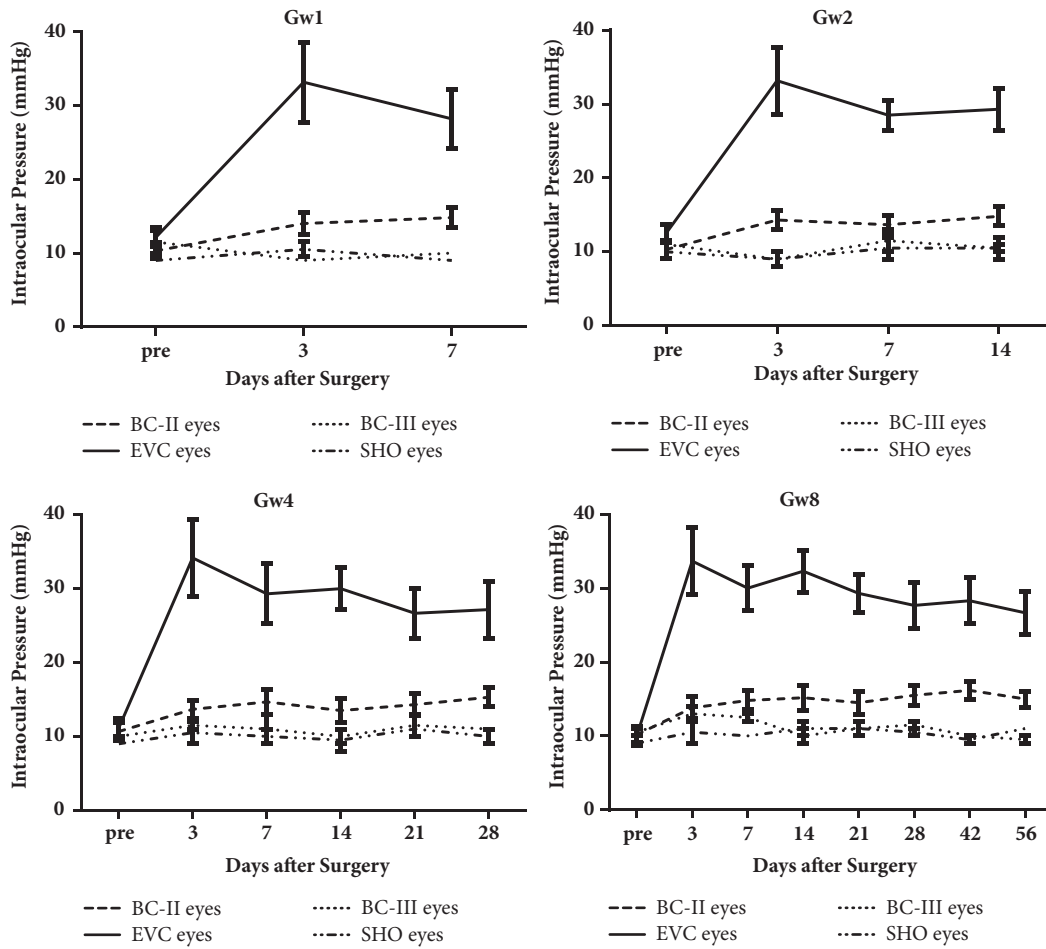 Gw1
40
30
20
10
0
Intraocular Pressure (mmHg)
pre 3 7
Days after Surgery
BC-II eyes BC-III eyes
EVC eyes SHO eyes
Gw2
40
30
20
10
0
Intraocular Pressure (mmHg)
pre 3 7 14
Days after Surgery
BC-II eyes BC-III eyes
EVC eyes SHO eyes
Gw4
40
30
20
10
0
Intraocular Pressure (mmHg)
pre 3 7 14 21 28
Days after Surgery
BC-II eyes BC-III eyes
EVC eyes SHO eyes
Gw8
40
30
20
10
0
Intraocular Pressure (mmHg)
pre 3 7 14 21 28 42 56
Days after Surgery
BC-II eyes BC-III eyes
EVC eyes SHO eyes